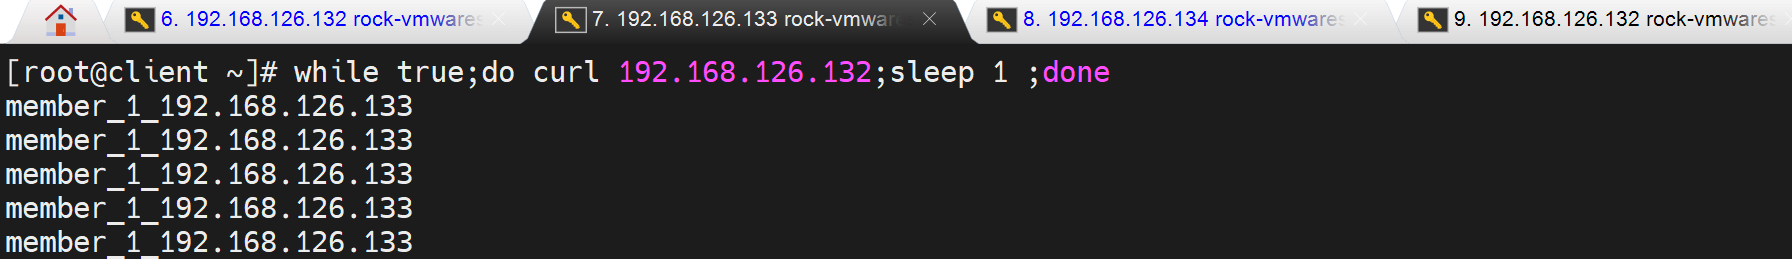 6. 192.168.126.132 rock-vmwares
7. 192.168.126.133 rock-vmware
8. 192.168.126.134 rock-vmwares
9. 192.168.126.132 rock-vmwares
[root@client ~]# while true;do curl 192.168.126.132;sleep 1 ;done
member_1_192.168.126.133
member_1_192.168.126.133
member_1_192.168.126.133
member_1_192.168.126.133
member_1_192.168.126.133